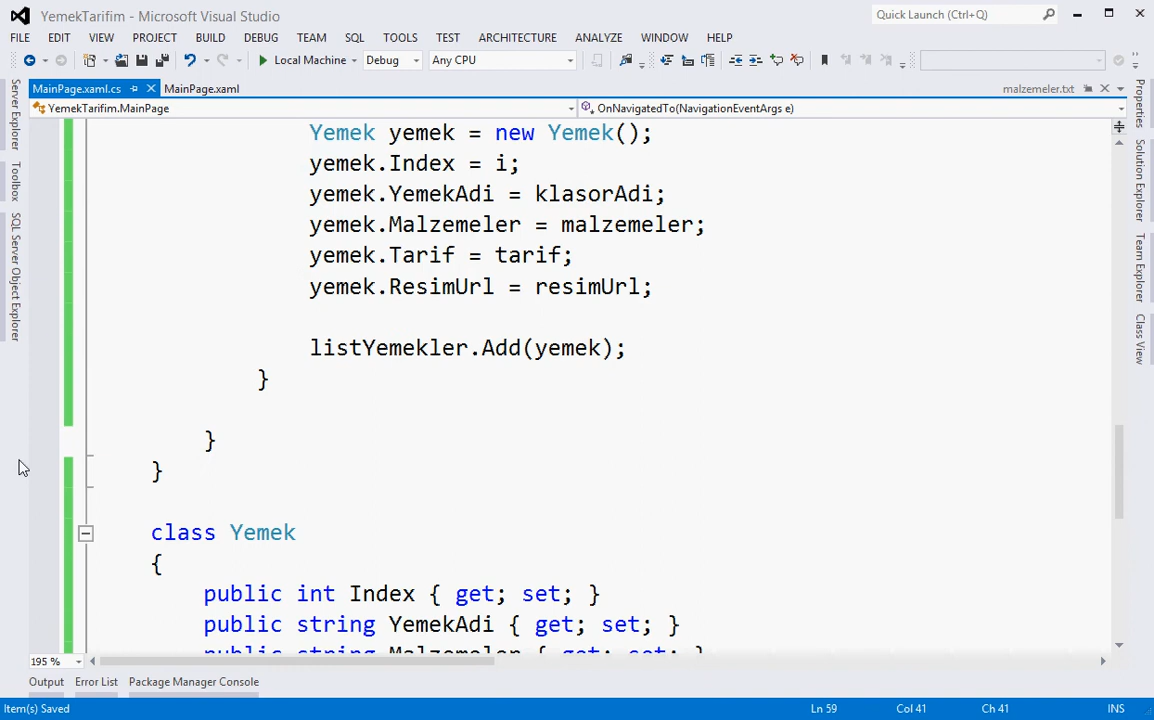 YemekTarifim - Microsoft Visual Studio
Quick Launch (Ctrl+Q)
FILE EDIT VIEW PROJECT BUILD DEBUG TEAM SQL TOOLS TEST ARCHITECTURE ANALYZE WINDOW HELP
Local Machine Debug Any CPU
MainPage.xaml.cs MainPage.xaml malzemeler.txt
YemekTarifim.MainPage OnNavigatedTo(NavigationEventArgs e)
Server Explorer
Toolbox
SQL Server Object Explorer
Yemek yemek = new Yemek();
yemek.Index = i;
yemek.YemekAdi = klasorAdi;
yemek.Malzemeler = malzemeler;
yemek.Tarif = tarif;
yemek.ResimUrl = resimUrl;
listYemekler.Add(yemek);
}
}
}
class Yemek
{
public int Index { get; set; }
public string YemekAdi { get; set; }
public string Malzemeler { get; set; }
Properties
Solution Explorer
Team Explorer
Class View
195 %
Output Error List Package Manager Console
Item(s) Saved Ln 59 Col 41 Ch 41 INS